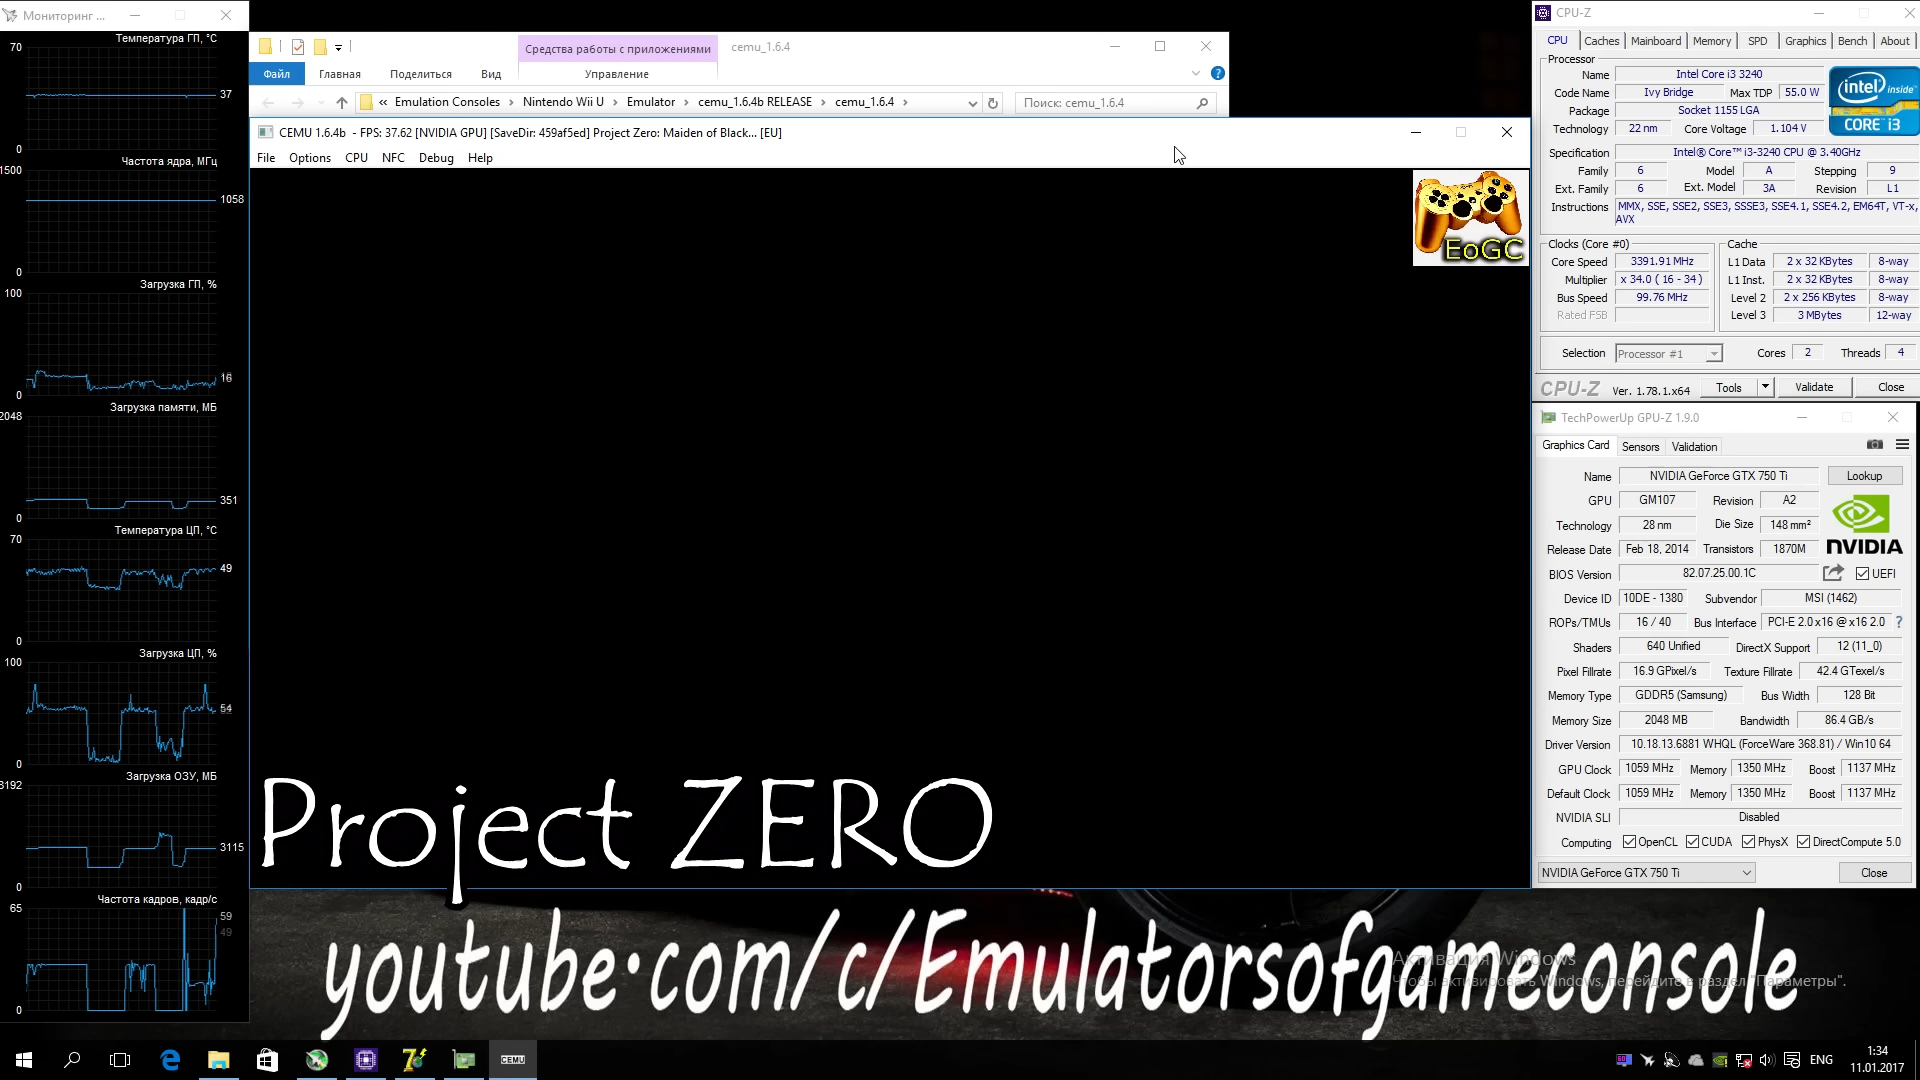 Мониторинг ...
Температура ГП, °C
70
37
0
Частота ядра, МГц
1500
1058
0
Загрузка ГП, %
100
16
0
Загрузка памяти, МБ
2048
351
0
Температура ЦП, °C
70
49
0
Загрузка ЦП, %
100
54
0
Загрузка ОЗУ, МБ
8192
3115
0
Частота кадров, кадр/с
65
59
49
0
Средства работы с приложениями
cemu_1.6.4
Файл
Главная
Поделиться
Вид
Управление
« Emulation Consoles > Nintendo Wii U > Emulator > cemu_1.6.4b RELEASE > cemu_1.6.4 >
Поиск: cemu_1.6.4
CEMU 1.6.4b - FPS: 37.62 [NVIDIA GPU] [SaveDir: 459af5ed] Project Zero: Maiden of Black... [EU]
File Options CPU NFC Debug Help
EoGC
Project ZERO
youtube.com/c/Emulatorsofgameconsole
Активация Windows
Чтобы активировать Windows, перейдите в раздел "Параметры".
CPU-Z
CPU Caches Mainboard Memory SPD Graphics Bench About
Processor
Name Intel Core i3 3240
Code Name Ivy Bridge Max TDP 55.0 W
Package Socket 1155 LGA
Technology 22 nm Core Voltage 1.104 V
intel inside™
CORE i3
Specification Intel® Core™ i3-3240 CPU @ 3.40GHz
Family 6 Model A Stepping 9
Ext. Family 6 Ext. Model 3A Revision L1
Instructions MMX, SSE, SSE2, SSE3, SSSE3, SSE4.1, SSE4.2, EM64T, VT-x,
AVX
Clocks (Core #0)
Core Speed 3391.91 MHz
Multiplier x 34.0 ( 16 - 34 )
Bus Speed 99.76 MHz
Rated FSB
Cache
L1 Data 2 x 32 KBytes 8-way
L1 Inst. 2 x 32 KBytes 8-way
Level 2 2 x 256 KBytes 8-way
Level 3 3 MBytes 12-way
Selection Processor #1 Cores 2 Threads 4
CPU-Z Ver. 1.78.1.x64 Tools Validate Close
TechPowerUp GPU-Z 1.9.0
Graphics Card Sensors Validation
Name NVIDIA GeForce GTX 750 Ti Lookup
GPU GM107 Revision A2
Technology 28 nm Die Size 148 mm²
Release Date Feb 18, 2014 Transistors 1870M
NVIDIA
BIOS Version 82.07.25.00.1C UEFI
Device ID 10DE - 1380 Subvendor MSI (1462)
ROPs/TMUs 16 / 40 Bus Interface PCI-E 2.0 x16 @ x16 2.0 ?
Shaders 640 Unified DirectX Support 12 (11_0)
Pixel Fillrate 16.9 GPixel/s Texture Fillrate 42.4 GTexel/s
Memory Type GDDR5 (Samsung) Bus Width 128 Bit
Memory Size 2048 MB Bandwidth 86.4 GB/s
Driver Version 10.18.13.6881 WHQL (ForceWare 368.81) / Win10 64
GPU Clock 1059 MHz Memory 1350 MHz Boost 1137 MHz
Default Clock 1059 MHz Memory 1350 MHz Boost 1137 MHz
NVIDIA SLI Disabled
Computing OpenCL CUDA PhysX DirectCompute 5.0
NVIDIA GeForce GTX 750 Ti Close
CEMU
ENG
1:34
11.01.2017